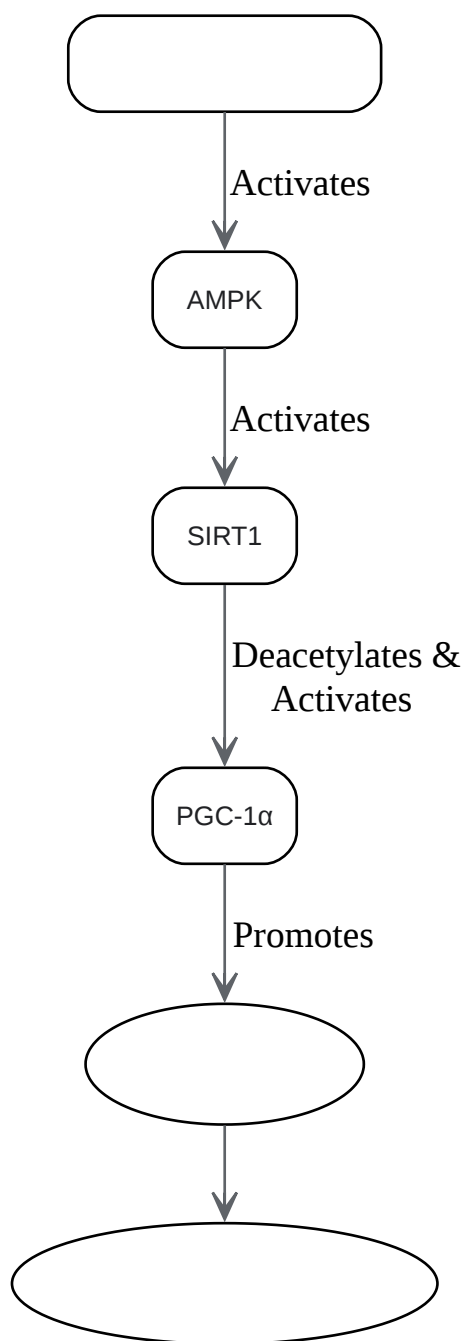 Activates
AMPK
Activates
SIRT1
Deacetylates &
Activates
PGC-1α
Promotes